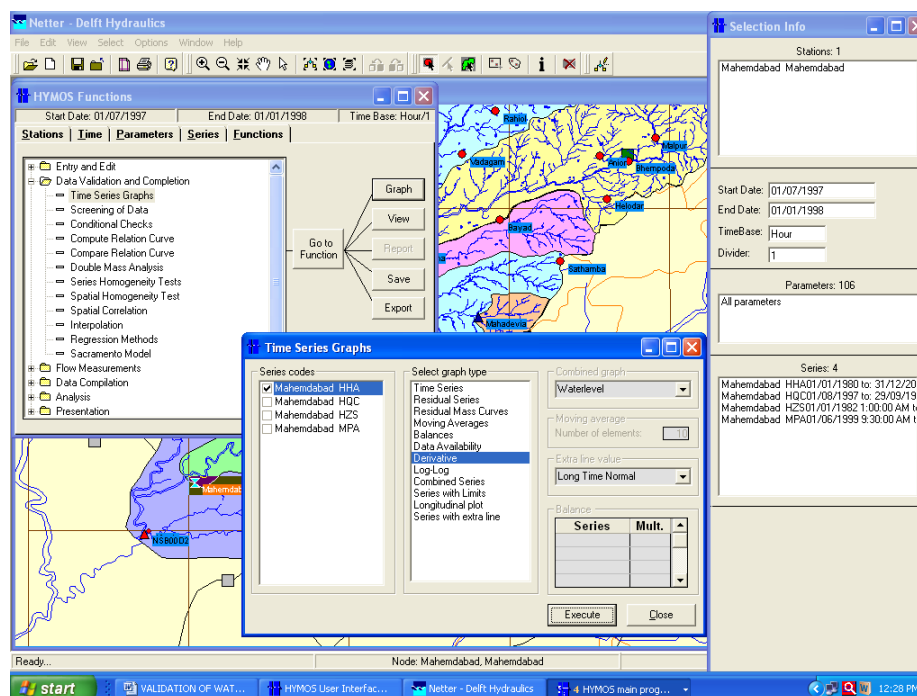 Netter - Delft Hydraulics
File Edit View Select Options Window Help
HYMOS Functions
Start Date: 01/07/1997 End Date: 01/01/1998 Time Base: Hour/1
Stations Time Parameters Series Functions
Entry and Edit
Data Validation and Completion
Time Series Graphs
Screening of Data
Conditional Checks
Compute Relation Curve
Compare Relation Curve
Double Mass Analysis
Series Homogeneity Tests
Spatial Homogeneity Test
Spatial Correlation
Interpolation
Regression Methods
Sacramento Model
Flow Measurements
Data Compilation
Analysis
Presentation
Go to
Function
Graph
View
Report
Save
Export
Rahiol
Vadagam
Malpur
Anior
Bhempoda
Helodar
Bayad
Sathamba
Mahadevia
Mahemdab
NSB00D2
Time Series Graphs
Series codes
Mahemdabad HHA
Mahemdabad HQC
Mahemdabad HZS
Mahemdabad MPA
Select graph type
Time Series
Residual Series
Residual Mass Curves
Moving Averages
Balances
Data Availability
Derivative
Log-Log
Combined Series
Series with Limits
Longitudinal plot
Series with extra line
Combined graph
Waterlevel
Moving average
Number of elements: 10
Extra line value
Long Time Normal
Balance
Series Mult.
Execute
Close
Selection Info
Stations: 1
Mahemdabad Mahemdabad
Start Date: 01/07/1997
End Date: 01/01/1998
TimeBase: Hour
Divider: 1
Parameters: 106
All parameters
Series: 4
Mahemdabad HHA01/01/1980 to: 31/12/20
Mahemdabad HQC01/08/1997 to: 29/09/19
Mahemdabad HZS01/01/1982 1:00:00 AM to
Mahemdabad MPA01/06/1999 9:30:00 AM t
Ready...
Node: Mahemdabad, Mahemdabad
start
VALIDATION OF WAT...
HYMOS User Interfac...
Netter - Delft Hydraulics
4 HYMOS main prog...
12:28 PM